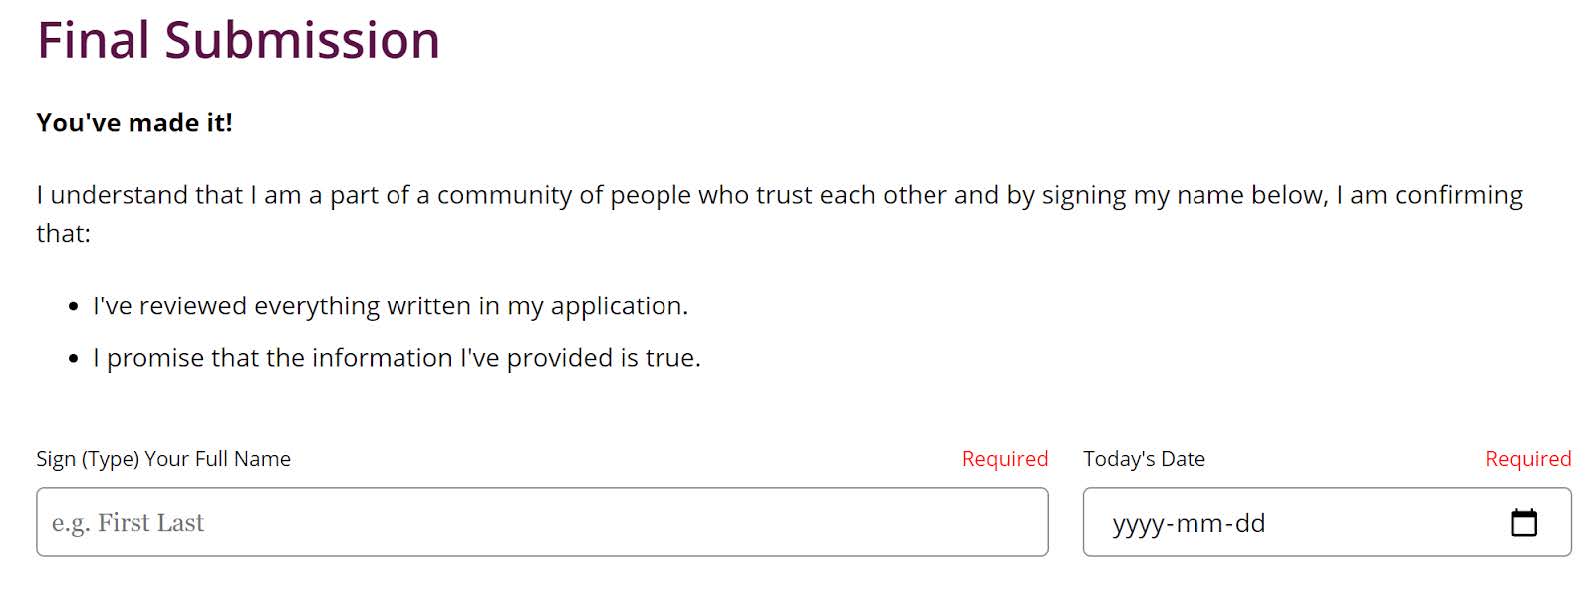 Final Submission
You've made it!
I understand that I am a part of a community of people who trust each other and by signing my name below, I am confirming
that:
• I've reviewed everything written in my application.
• I promise that the information I've provided is true.
Sign (Type) Your Full Name Required Today's Date Required
e.g. First Last yyyy-mm-dd